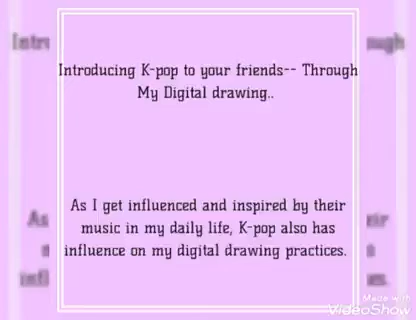 Introducing K-pop to your friends-- Through
My Digital drawing..
As I get influenced and inspired by their
music in my daily life, K-pop also has
influence on my digital drawing practices.
Made with
VideoShow